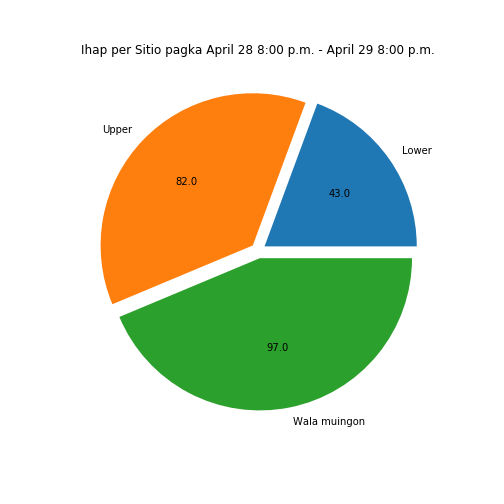 Ihap per Sitio pagka April 28 8:00 p.m. - April 29 8:00 p.m.
Upper
Lower
82.0
43.0
97.0
Wala muingon